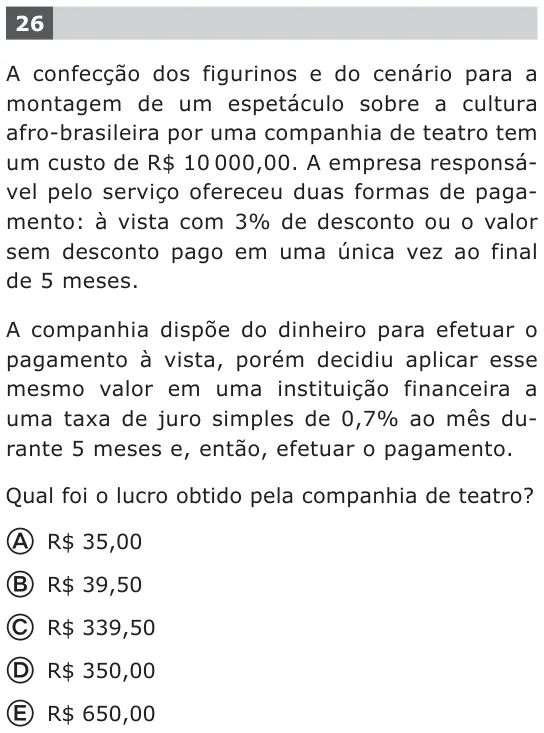 26
A confecção dos figurinos e do cenário para a
montagem de um espetáculo sobre a cultura
afro-brasileira por uma companhia de teatro tem
um custo de R$ 10 000,00. A empresa responsá-
vel pelo serviço ofereceu duas formas de paga-
mento: à vista com 3% de desconto ou o valor
sem desconto pago em uma única vez ao final
de 5 meses.
A companhia dispõe do dinheiro para efetuar o
pagamento à vista, porém decidiu aplicar esse
mesmo valor em uma instituição financeira a
uma taxa de juro simples de 0,7% ao mês du-
rante 5 meses e, então, efetuar o pagamento.
Qual foi o lucro obtido pela companhia de teatro?
A R$ 35,00
B R$ 39,50
C R$ 339,50
D R$ 350,00
E R$ 650,00